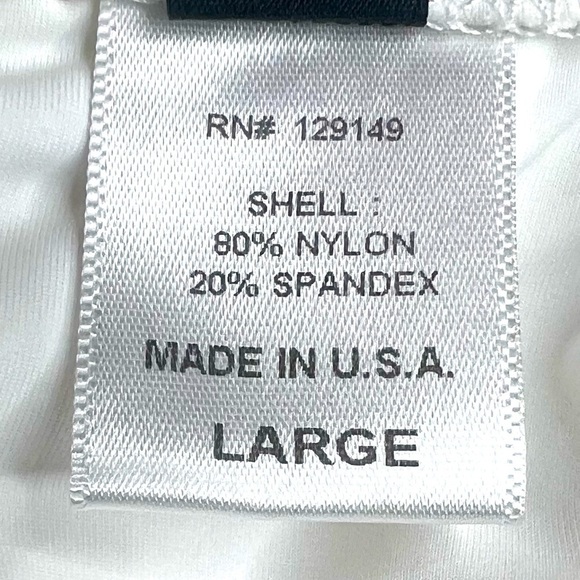 RN# 129149
SHELL :
80% NYLON
20% SPANDEX
MADE IN U.S.A.
LARGE